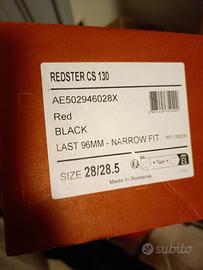 REDSTER CS 130
AE502946028X
Red
BLACK
LAST 96MM - NARROW FIT
SIZE 28/28.5
Made in Romania
subito